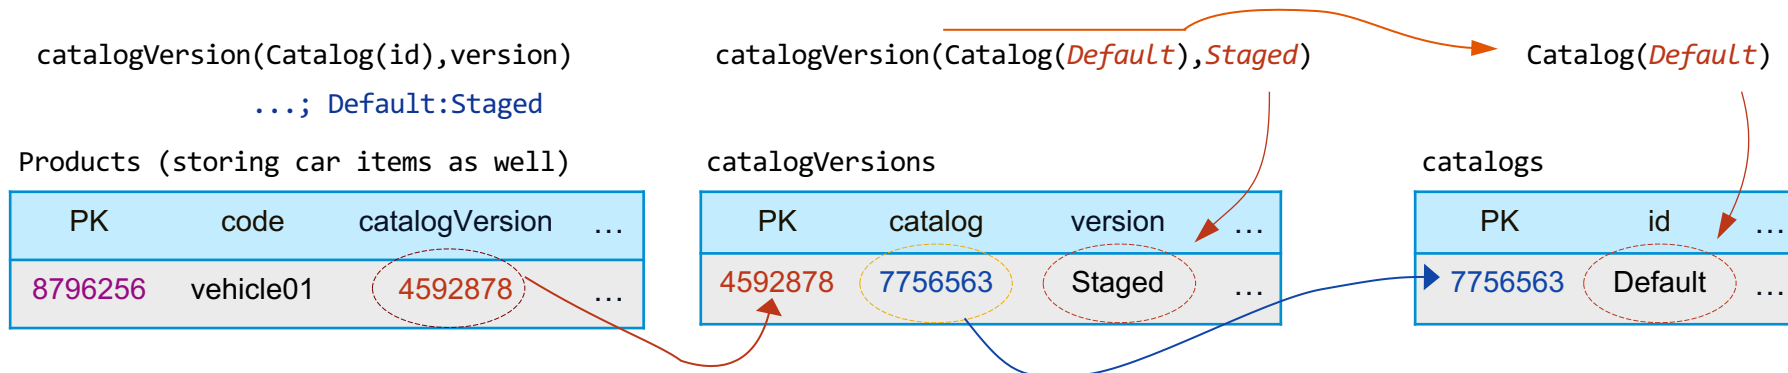 catalogVersion(Catalog(id),version)
...; Default:Staged
catalogVersion(Catalog(Default),Staged)
Catalog(Default)
Products (storing car items as well)
PK code catalogVersion ...
8796256 vehicle01 4592878 ...
catalogVersions
PK catalog version ...
4592878 7756563 Staged ...
catalogs
PK id ...
7756563 Default ...